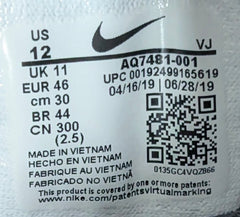 US
12
VJ
UK 11
EUR 46
cm 30
BR 44
CN 300
(2.5)
AQ7481-001
UPC 00192499165619
04/16/19 06/28/19
0135GC4VQZB66
MADE IN VIETNAM
HECHO EN VIETNAM
FABRIQUÉ AU VIETNAM
FABRICADO NO VIETNÃ
This product is covered by one or more patents.
www.nike.com/patentsvirtualmarking